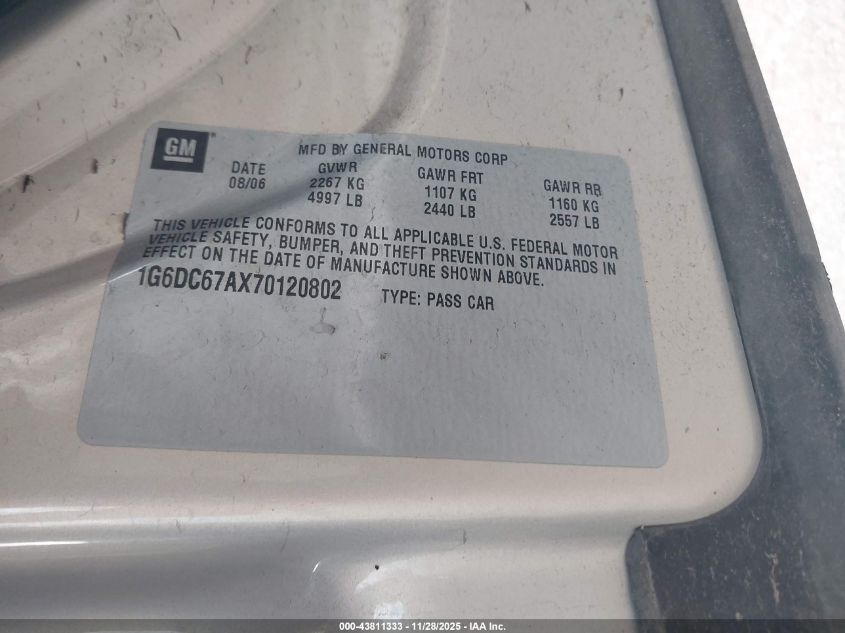 GM
MFD BY GENERAL MOTORS CORP
DATE GVWR GAWR FRT GAWR RR
08/06 2267 KG 1107 KG 1160 KG
4997 LB 2440 LB 2557 LB
THIS VEHICLE CONFORMS TO ALL APPLICABLE U.S. FEDERAL MOTOR
VEHICLE SAFETY, BUMPER, AND THEFT PREVENTION STANDARDS IN
EFFECT ON THE DATE OF MANUFACTURE SHOWN ABOVE.
1G6DC67AX70120802 TYPE: PASS CAR
000-43811333 - 11/28/2025 - IAA Inc.